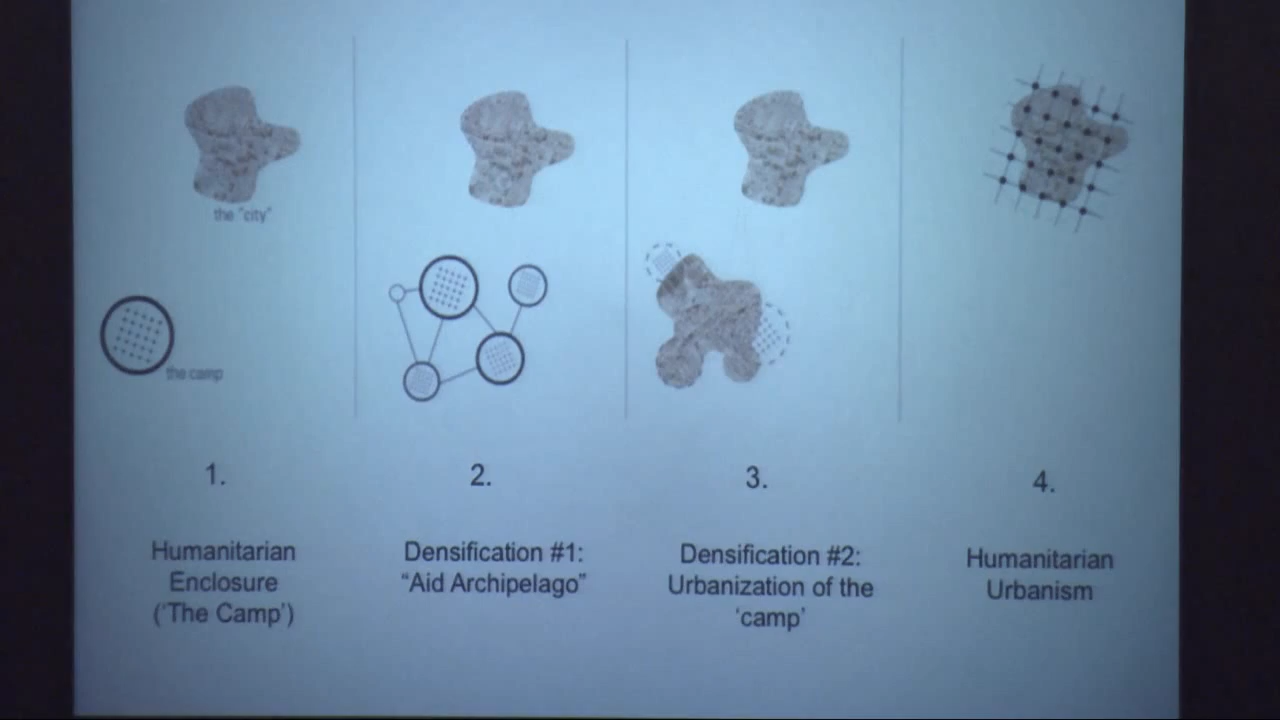 the "city"
the camp
1.
Humanitarian
Enclosure
('The Camp')
2.
Densification #1:
“Aid Archipelago”
3.
Densification #2:
Urbanization of the
‘camp’
4.
Humanitarian
Urbanism